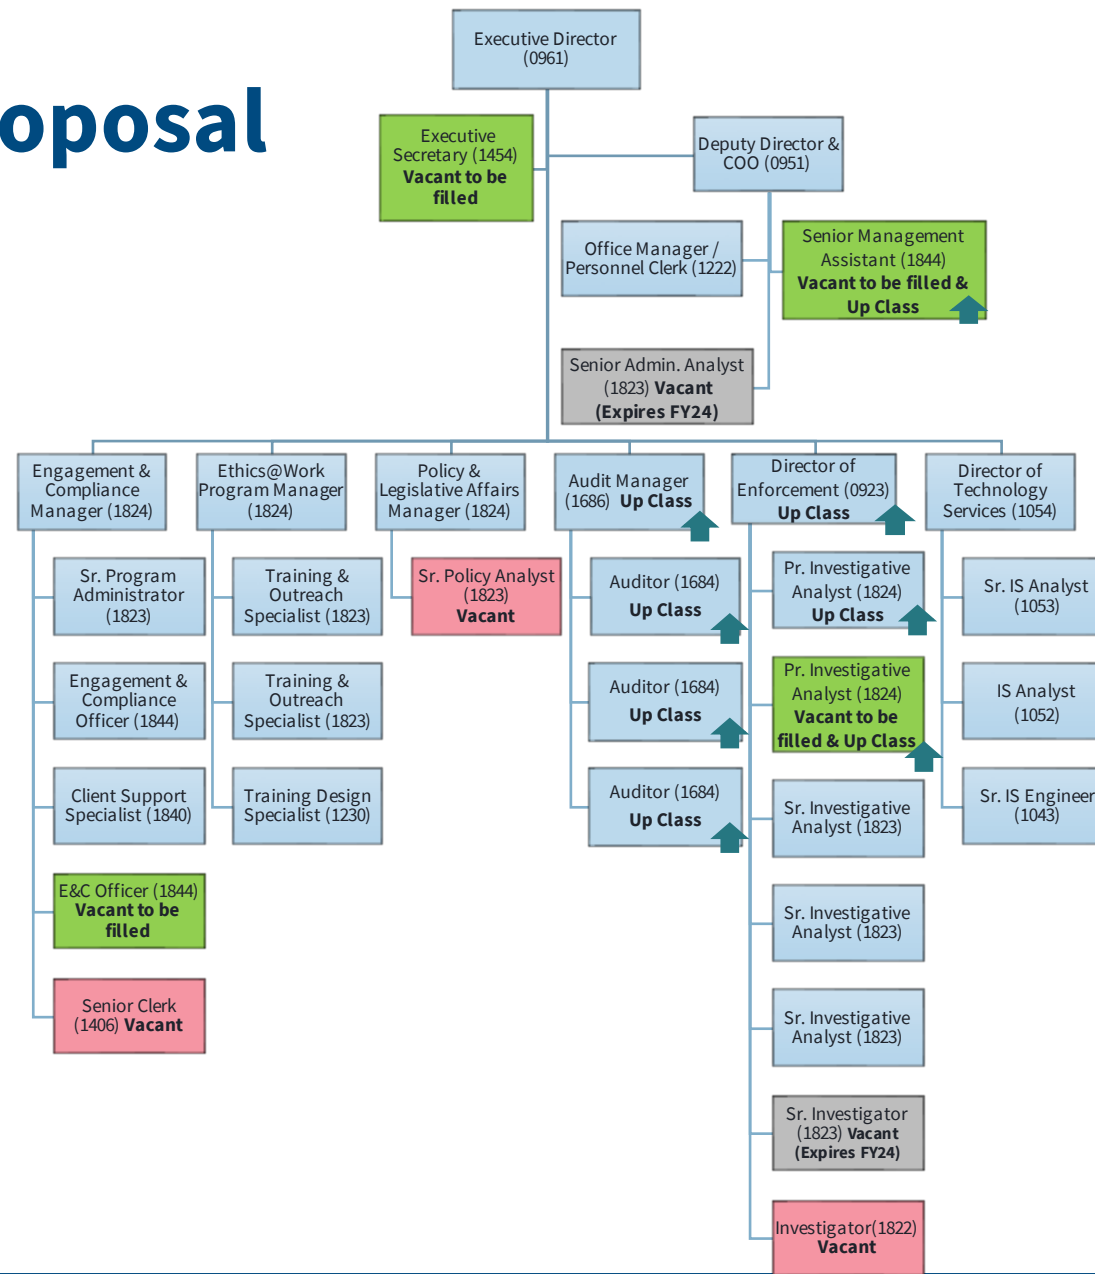 oposal
Executive Director
(0961)
Executive
Secretary (1454)
Vacant to be
filled
Deputy Director &
COO (0951)
Office Manager /
Personnel Clerk (1222)
Senior Management
Assistant (1844)
Vacant to be filled &
Up Class
Senior Admin. Analyst
(1823) Vacant
(Expires FY24)
Engagement &
Compliance
Manager (1824)
Ethics@Work
Program Manager
(1824)
Policy &
Legislative Affairs
Manager (1824)
Audit Manager
(1686) Up Class
Director of
Enforcement (0923)
Up Class
Director of
Technology
Services (1054)
Sr. Program
Administrator
(1823)
Engagement &
Compliance
Officer (1844)
Client Support
Specialist (1840)
E&C Officer (1844)
Vacant to be
filled
Senior Clerk
(1406) Vacant
Training &
Outreach
Specialist (1823)
Training &
Outreach
Specialist (1823)
Training Design
Specialist (1230)
Sr. Policy Analyst
(1823)
Vacant
Auditor (1684)
Up Class
Auditor (1684)
Up Class
Auditor (1684)
Up Class
Pr. Investigative
Analyst (1824)
Up Class
Pr. Investigative
Analyst (1824)
Vacant to be
filled & Up Class
Sr. Investigative
Analyst (1823)
Sr. Investigative
Analyst (1823)
Sr. Investigative
Analyst (1823)
Sr. Investigator
(1823) Vacant
(Expires FY24)
Investigator(1822)
Vacant
Sr. IS Analyst
(1053)
IS Analyst
(1052)
Sr. IS Engineer
(1043)